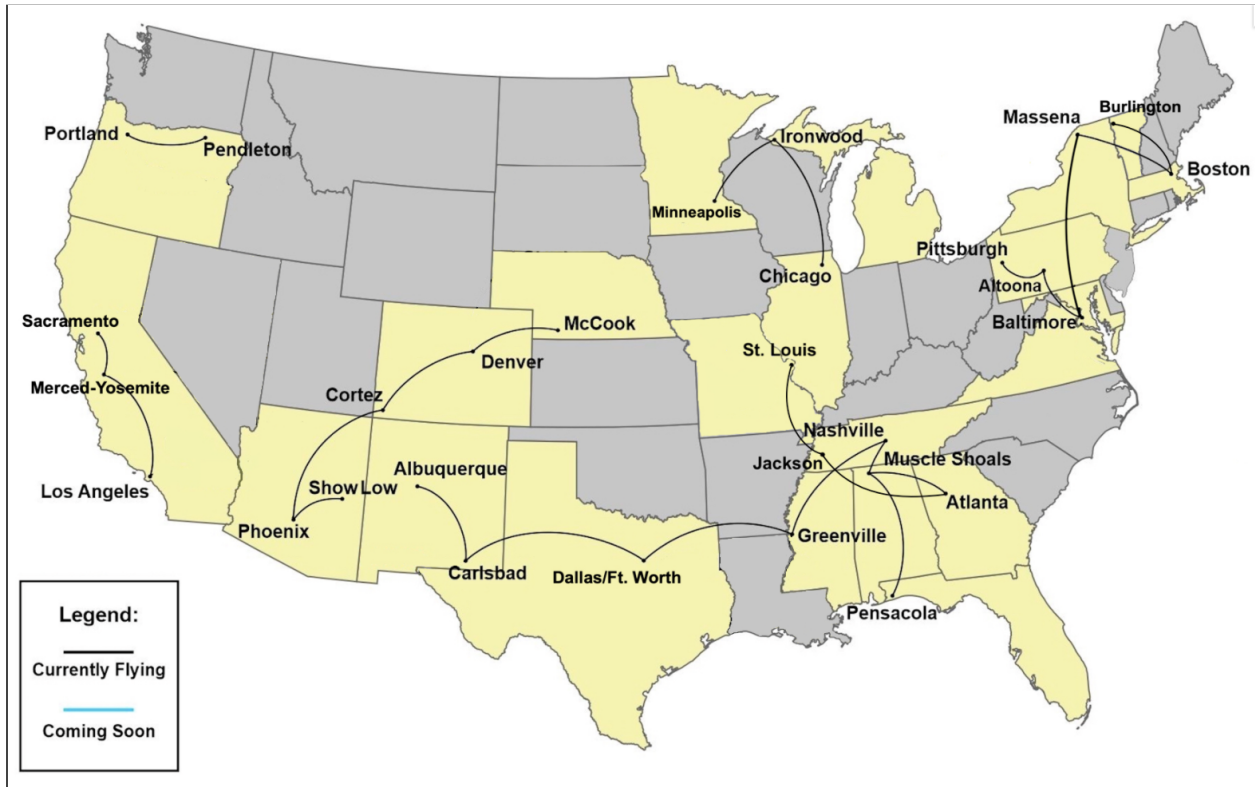 Portland
Pendleton
Sacramento
Merced-Yosemite
Los Angeles
Phoenix
Show Low
Cortez
Denver
McCook
Albuquerque
Carlsbad
Dallas/Ft. Worth
Minneapolis
Ironwood
Chicago
St. Louis
Nashville
Jackson
Muscle Shoals
Atlanta
Greenville
Pensacola
Massena
Burlington
Boston
Pittsburgh
Altoona
Baltimore
Legend:
Currently Flying
Coming Soon